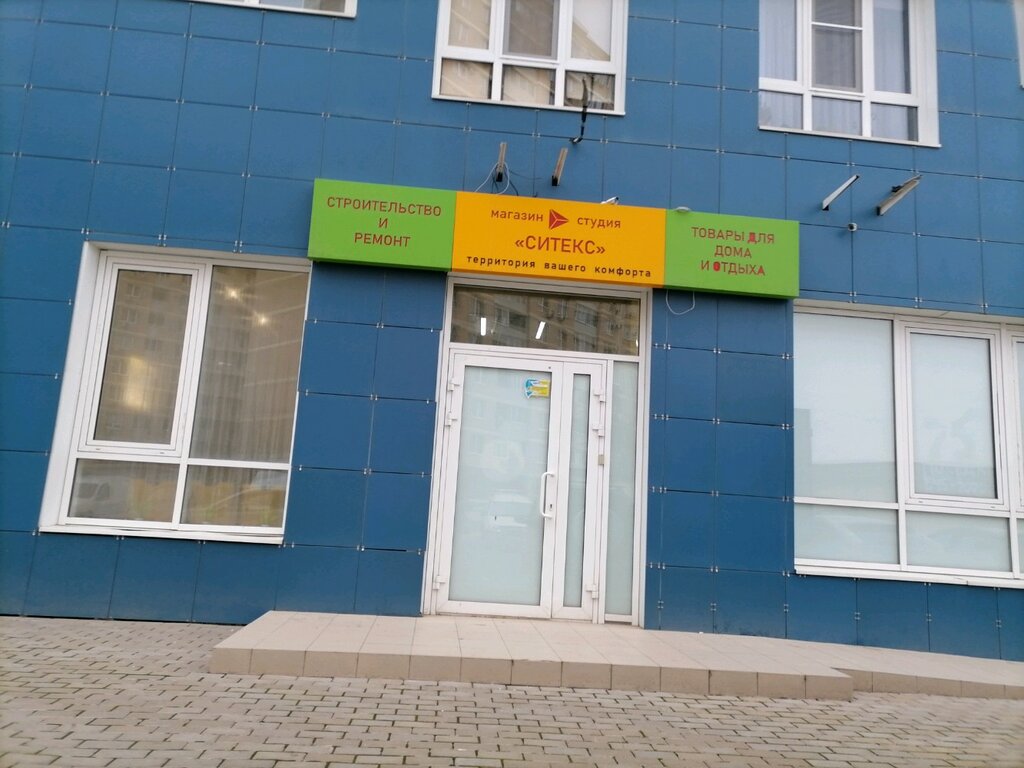 СТРОИТЕЛЬСТВО
И
РЕМОНТ
магазин студия
«СИТЕКС»
территория вашего комфорта
ТОВАРЫ ДЛЯ
ДОМА
И ОТДЫХА